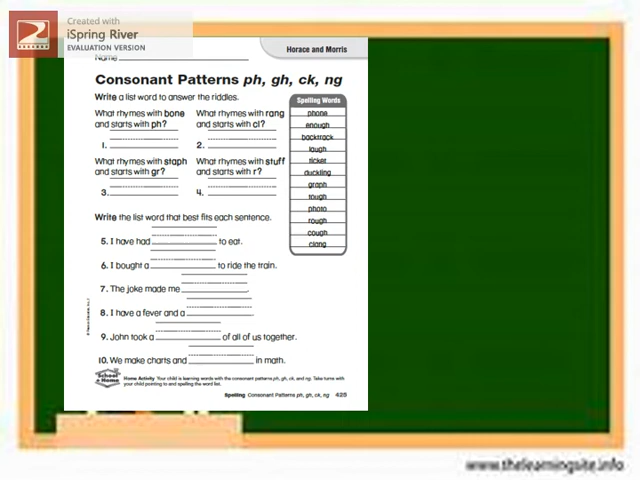 Created with
iSpring River
EVALUATION VERSION
Horace and Morris
Name
Consonant Patterns ph, gh, ck, ng
Write a list word to answer the riddles.
What rhymes with bone
and starts with ph?
1.
What rhymes with rang
and starts with cl?
2.
What rhymes with staph
and starts with gr?
3.
What rhymes with stuff
and starts with r?
4.
Spelling Words
phone
enough
backtrack
laugh
ticket
duckling
graph
tough
photo
rough
cough
clang
Write the list word that best fits each sentence.
5. I have had to eat.
6. I bought a to ride the train.
7. The joke made me .
8. I have a fever and a .
9. John took a of all of us together.
10. We make charts and in math.
School + Home
Home Activity Your child is learning words with the consonant patterns ph, gh, ck, and ng. Take turns with
your child pointing to and spelling the word list.
Spelling Consonant Patterns ph, gh, ck, ng 425
www.thelearningsite.info